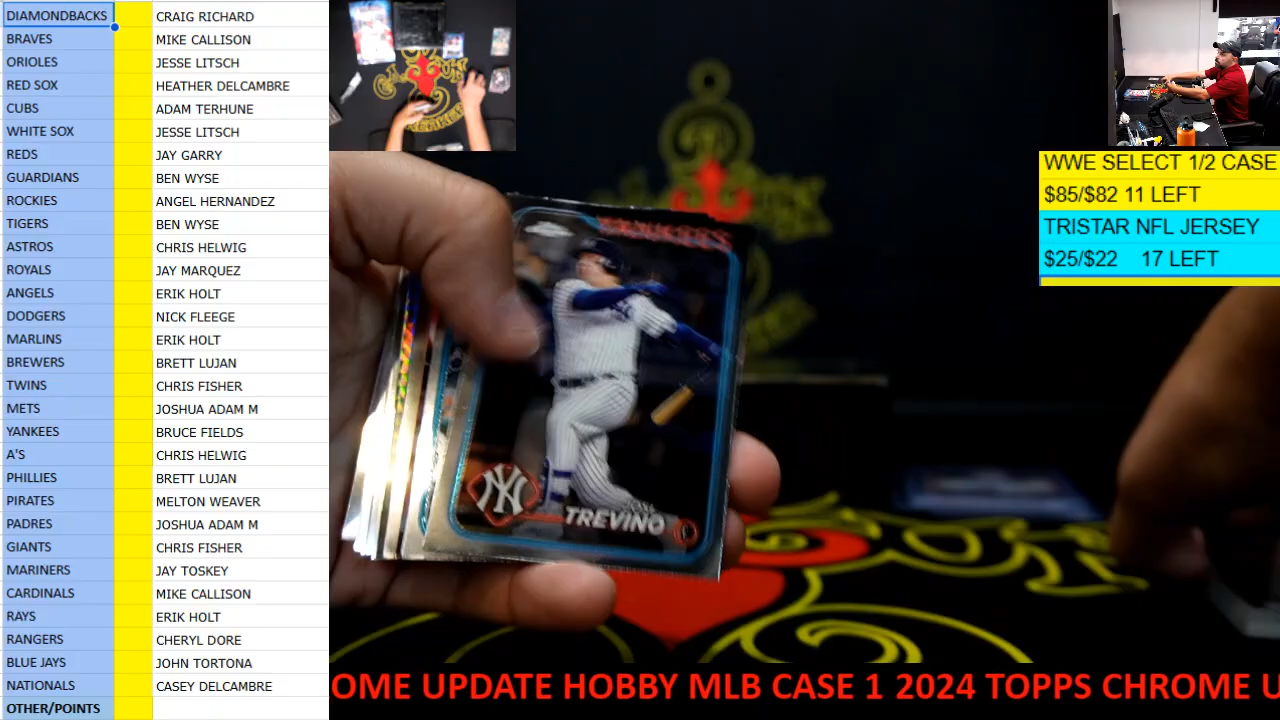 DIAMONDBACKS CRAIG RICHARD
BRAVES MIKE CALLISON
ORIOLES JESSE LITSCH
RED SOX HEATHER DELCAMBRE
CUBS ADAM TERHUNE
WHITE SOX JESSE LITSCH
REDS JAY GARRY
GUARDIANS BEN WYSE
ROCKIES ANGEL HERNANDEZ
TIGERS BEN WYSE
ASTROS CHRIS HELWIG
ROYALS JAY MARQUEZ
ANGELS ERIK HOLT
DODGERS NICK FLEEGE
MARLINS ERIK HOLT
BREWERS BRETT LUJAN
TWINS CHRIS FISHER
METS JOSHUA ADAM M
YANKEES BRUCE FIELDS
A'S CHRIS HELWIG
PHILLIES BRETT LUJAN
PIRATES MELTON WEAVER
PADRES JOSHUA ADAM M
GIANTS CHRIS FISHER
MARINERS JAY TOSKEY
CARDINALS MIKE CALLISON
RAYS ERIK HOLT
RANGERS CHERYL DORE
BLUE JAYS JOHN TORTONA
NATIONALS CASEY DELCAMBRE
OTHER/POINTS
YANKEES
NY
TREVINO
WWE SELECT 1/2 CASE
$85/$82 11 LEFT
TRISTAR NFL JERSEY
$25/$22 17 LEFT
OME UPDATE HOBBY MLB CASE 1 2024 TOPPS CHROME U